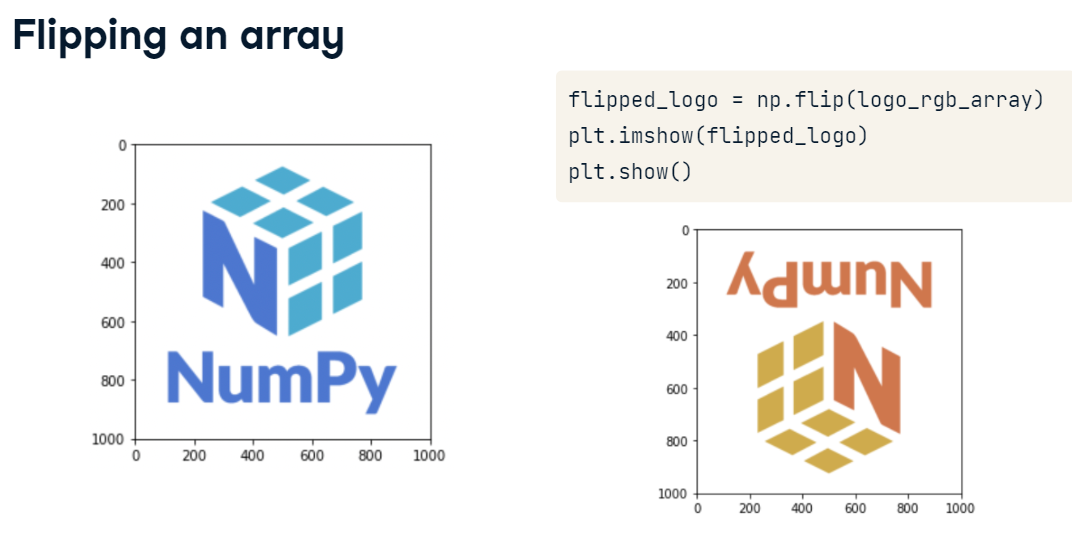 Flipping an array
flipped_logo = np.flip(logo_rgb_array)
plt.imshow(flipped_logo)
plt.show()
0
200
400
600
800
1000
0 200 400 600 800 1000
N
NumPy
0
200
400
600
800
1000
0 200 400 600 800 1000
NumPy
N